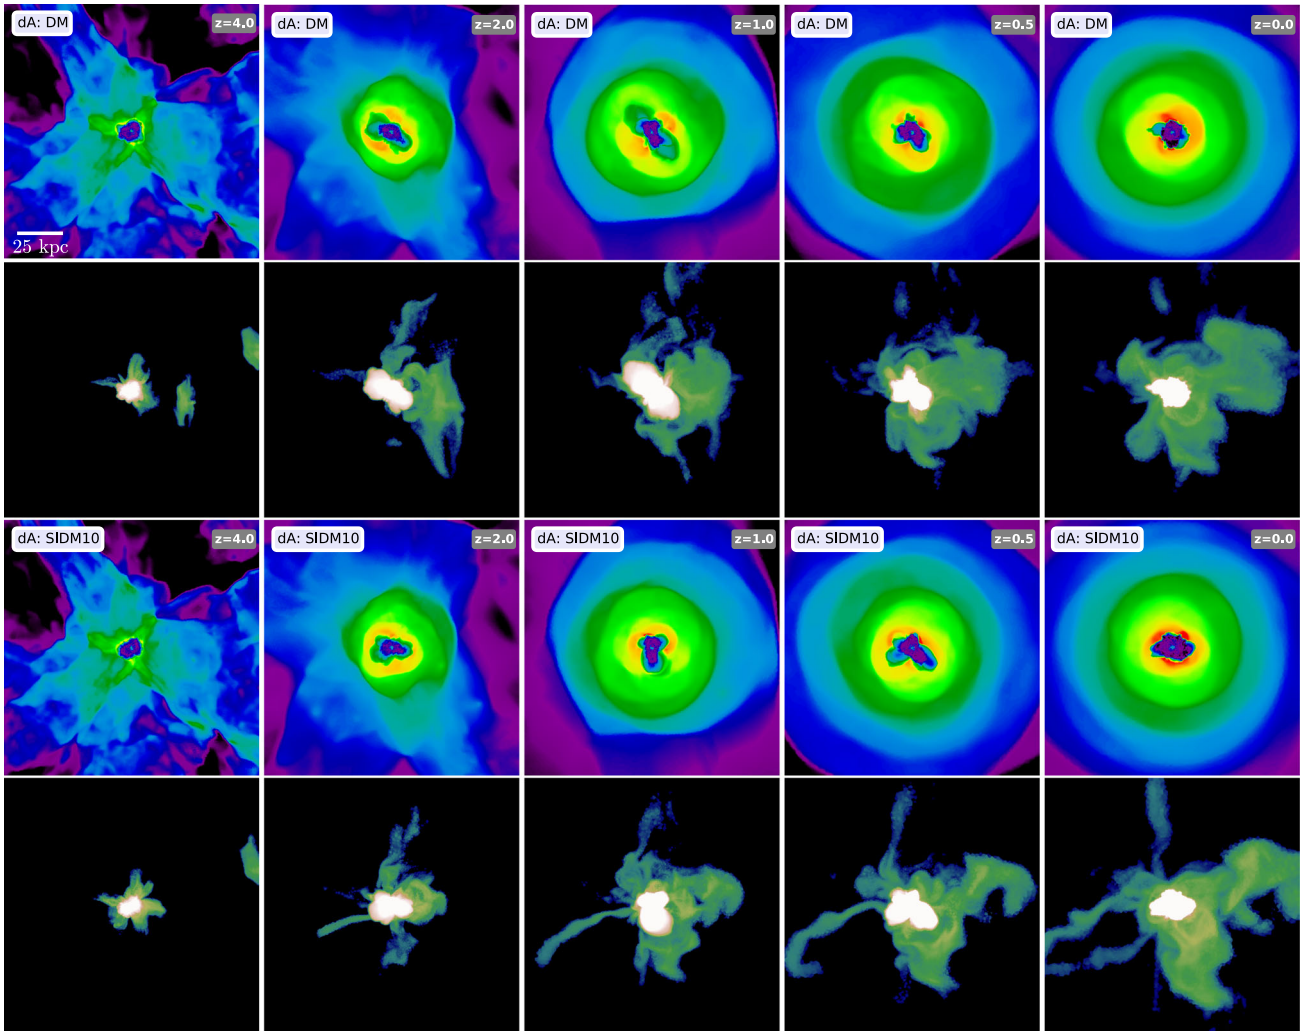 dA: DM z=4.0
dA: DM z=2.0
dA: DM z=1.0
dA: DM z=0.5
dA: DM z=0.0
25 kpc
dA: SIDM10 z=4.0
dA: SIDM10 z=2.0
dA: SIDM10 z=1.0
dA: SIDM10 z=0.5
dA: SIDM10 z=0.0